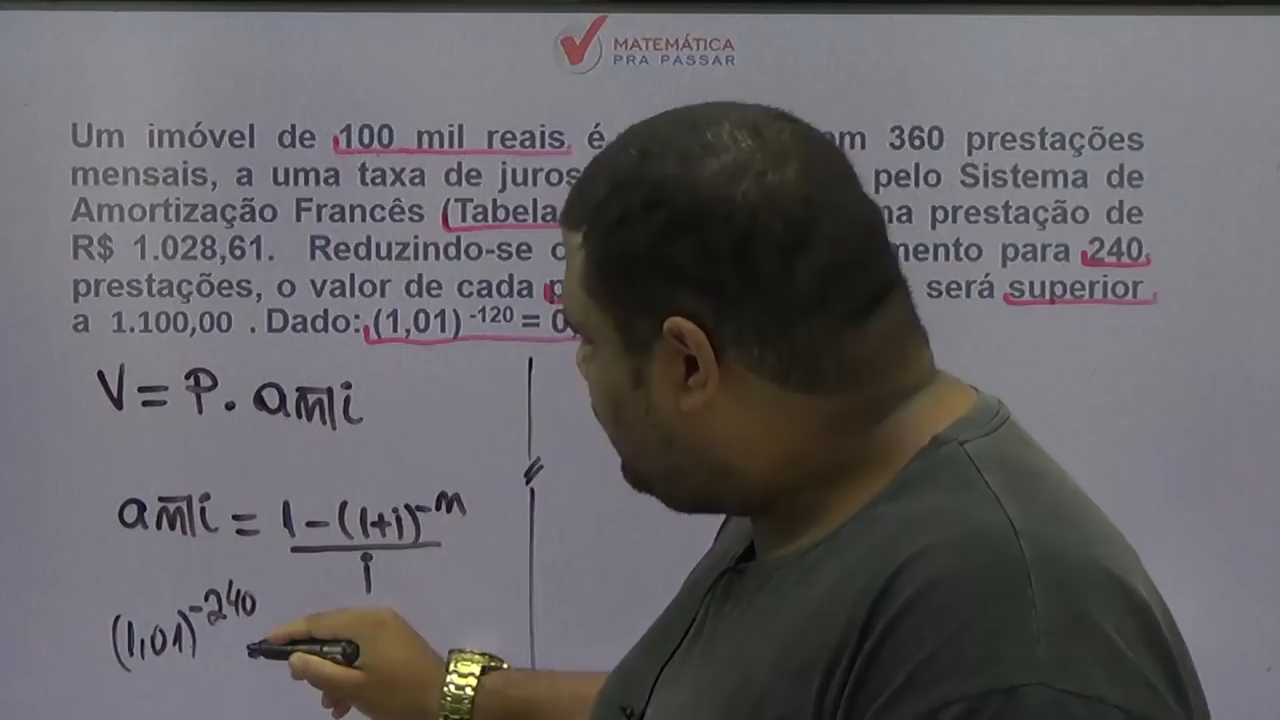 MATEMÁTICA
PRA PASSAR
Um imóvel de 100 mil reais é em 360 prestações
mensais, a uma taxa de juros pelo Sistema de
Amortização Francês (Tabela prestação de
R$ 1.028,61. Reduzindo-se para 240
prestações, o valor de cada será superior
a 1.100,00 . Dado: (1,01) -120 = 0,
V = P. an̅|i
an̅|i = 1-(1+i)^-n
i
(1,01)^-240